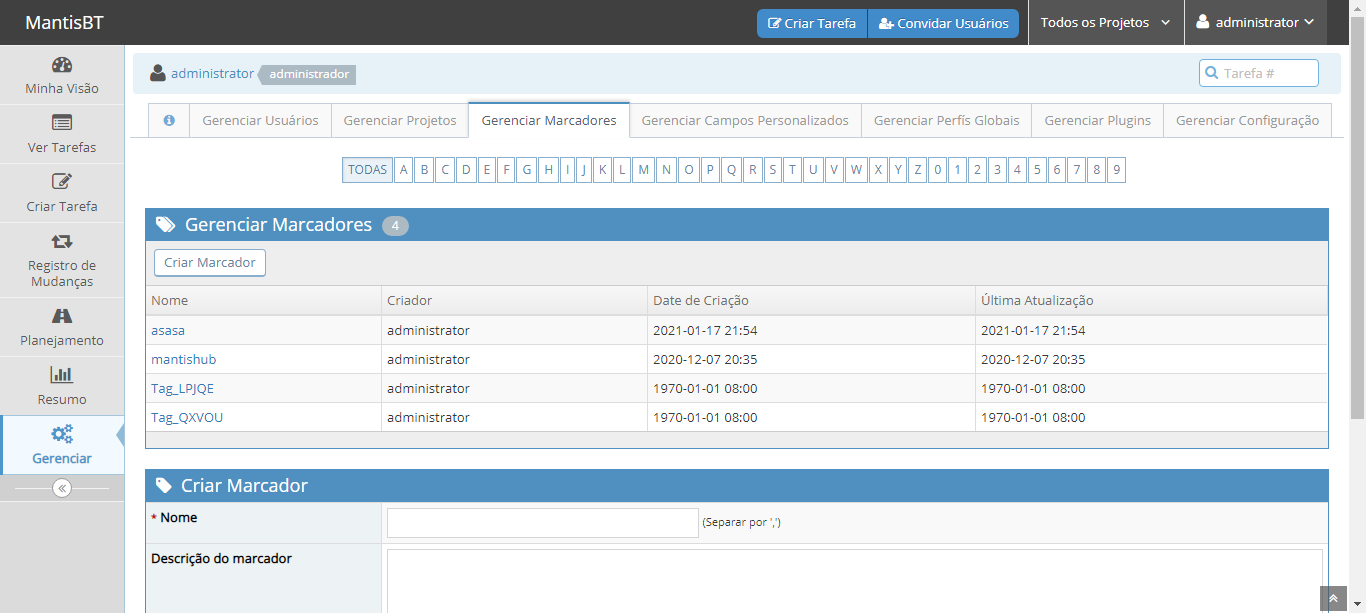 MantisBT
Criar Tarefa
Convidar Usuários
Todos os Projetos
administrator
Minha Visão
Ver Tarefas
Criar Tarefa
Registro de
Mudanças
Planejamento
Resumo
Gerenciar
administrator administrador
Tarefa #
Gerenciar Usuários
Gerenciar Projetos
Gerenciar Marcadores
Gerenciar Campos Personalizados
Gerenciar Perfís Globais
Gerenciar Plugins
Gerenciar Configuração
TODAS A B C D E F G H I J K L M N O P Q R S T U V W X Y Z 0 1 2 3 4 5 6 7 8 9
Gerenciar Marcadores 4
Criar Marcador
Nome Criador Date de Criação Última Atualização
asasa administrator 2021-01-17 21:54 2021-01-17 21:54
mantishub administrator 2020-12-07 20:35 2020-12-07 20:35
Tag_LPJQE administrator 1970-01-01 08:00 1970-01-01 08:00
Tag_QXVOU administrator 1970-01-01 08:00 1970-01-01 08:00
Criar Marcador
* Nome (Separar por ',')
Descrição do marcador